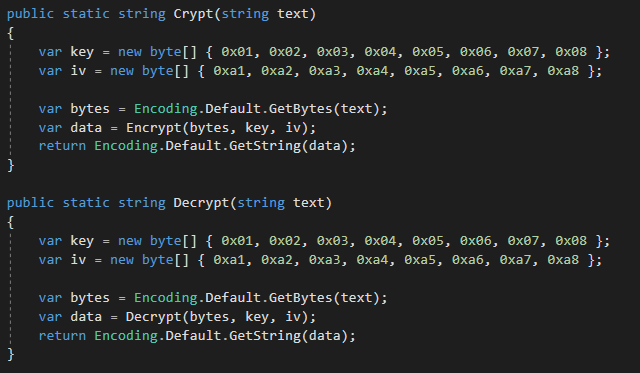 public static string Crypt(string text)
{
    var key = new byte[] { 0x01, 0x02, 0x03, 0x04, 0x05, 0x06, 0x07, 0x08 };
    var iv = new byte[] { 0xa1, 0xa2, 0xa3, 0xa4, 0xa5, 0xa6, 0xa7, 0xa8 };

    var bytes = Encoding.Default.GetBytes(text);
    var data = Encrypt(bytes, key, iv);
    return Encoding.Default.GetString(data);
}

public static string Decrypt(string text)
{
    var key = new byte[] { 0x01, 0x02, 0x03, 0x04, 0x05, 0x06, 0x07, 0x08 };
    var iv = new byte[] { 0xa1, 0xa2, 0xa3, 0xa4, 0xa5, 0xa6, 0xa7, 0xa8 };

    var bytes = Encoding.Default.GetBytes(text);
    var data = Decrypt(bytes, key, iv);
    return Encoding.Default.GetString(data);
}